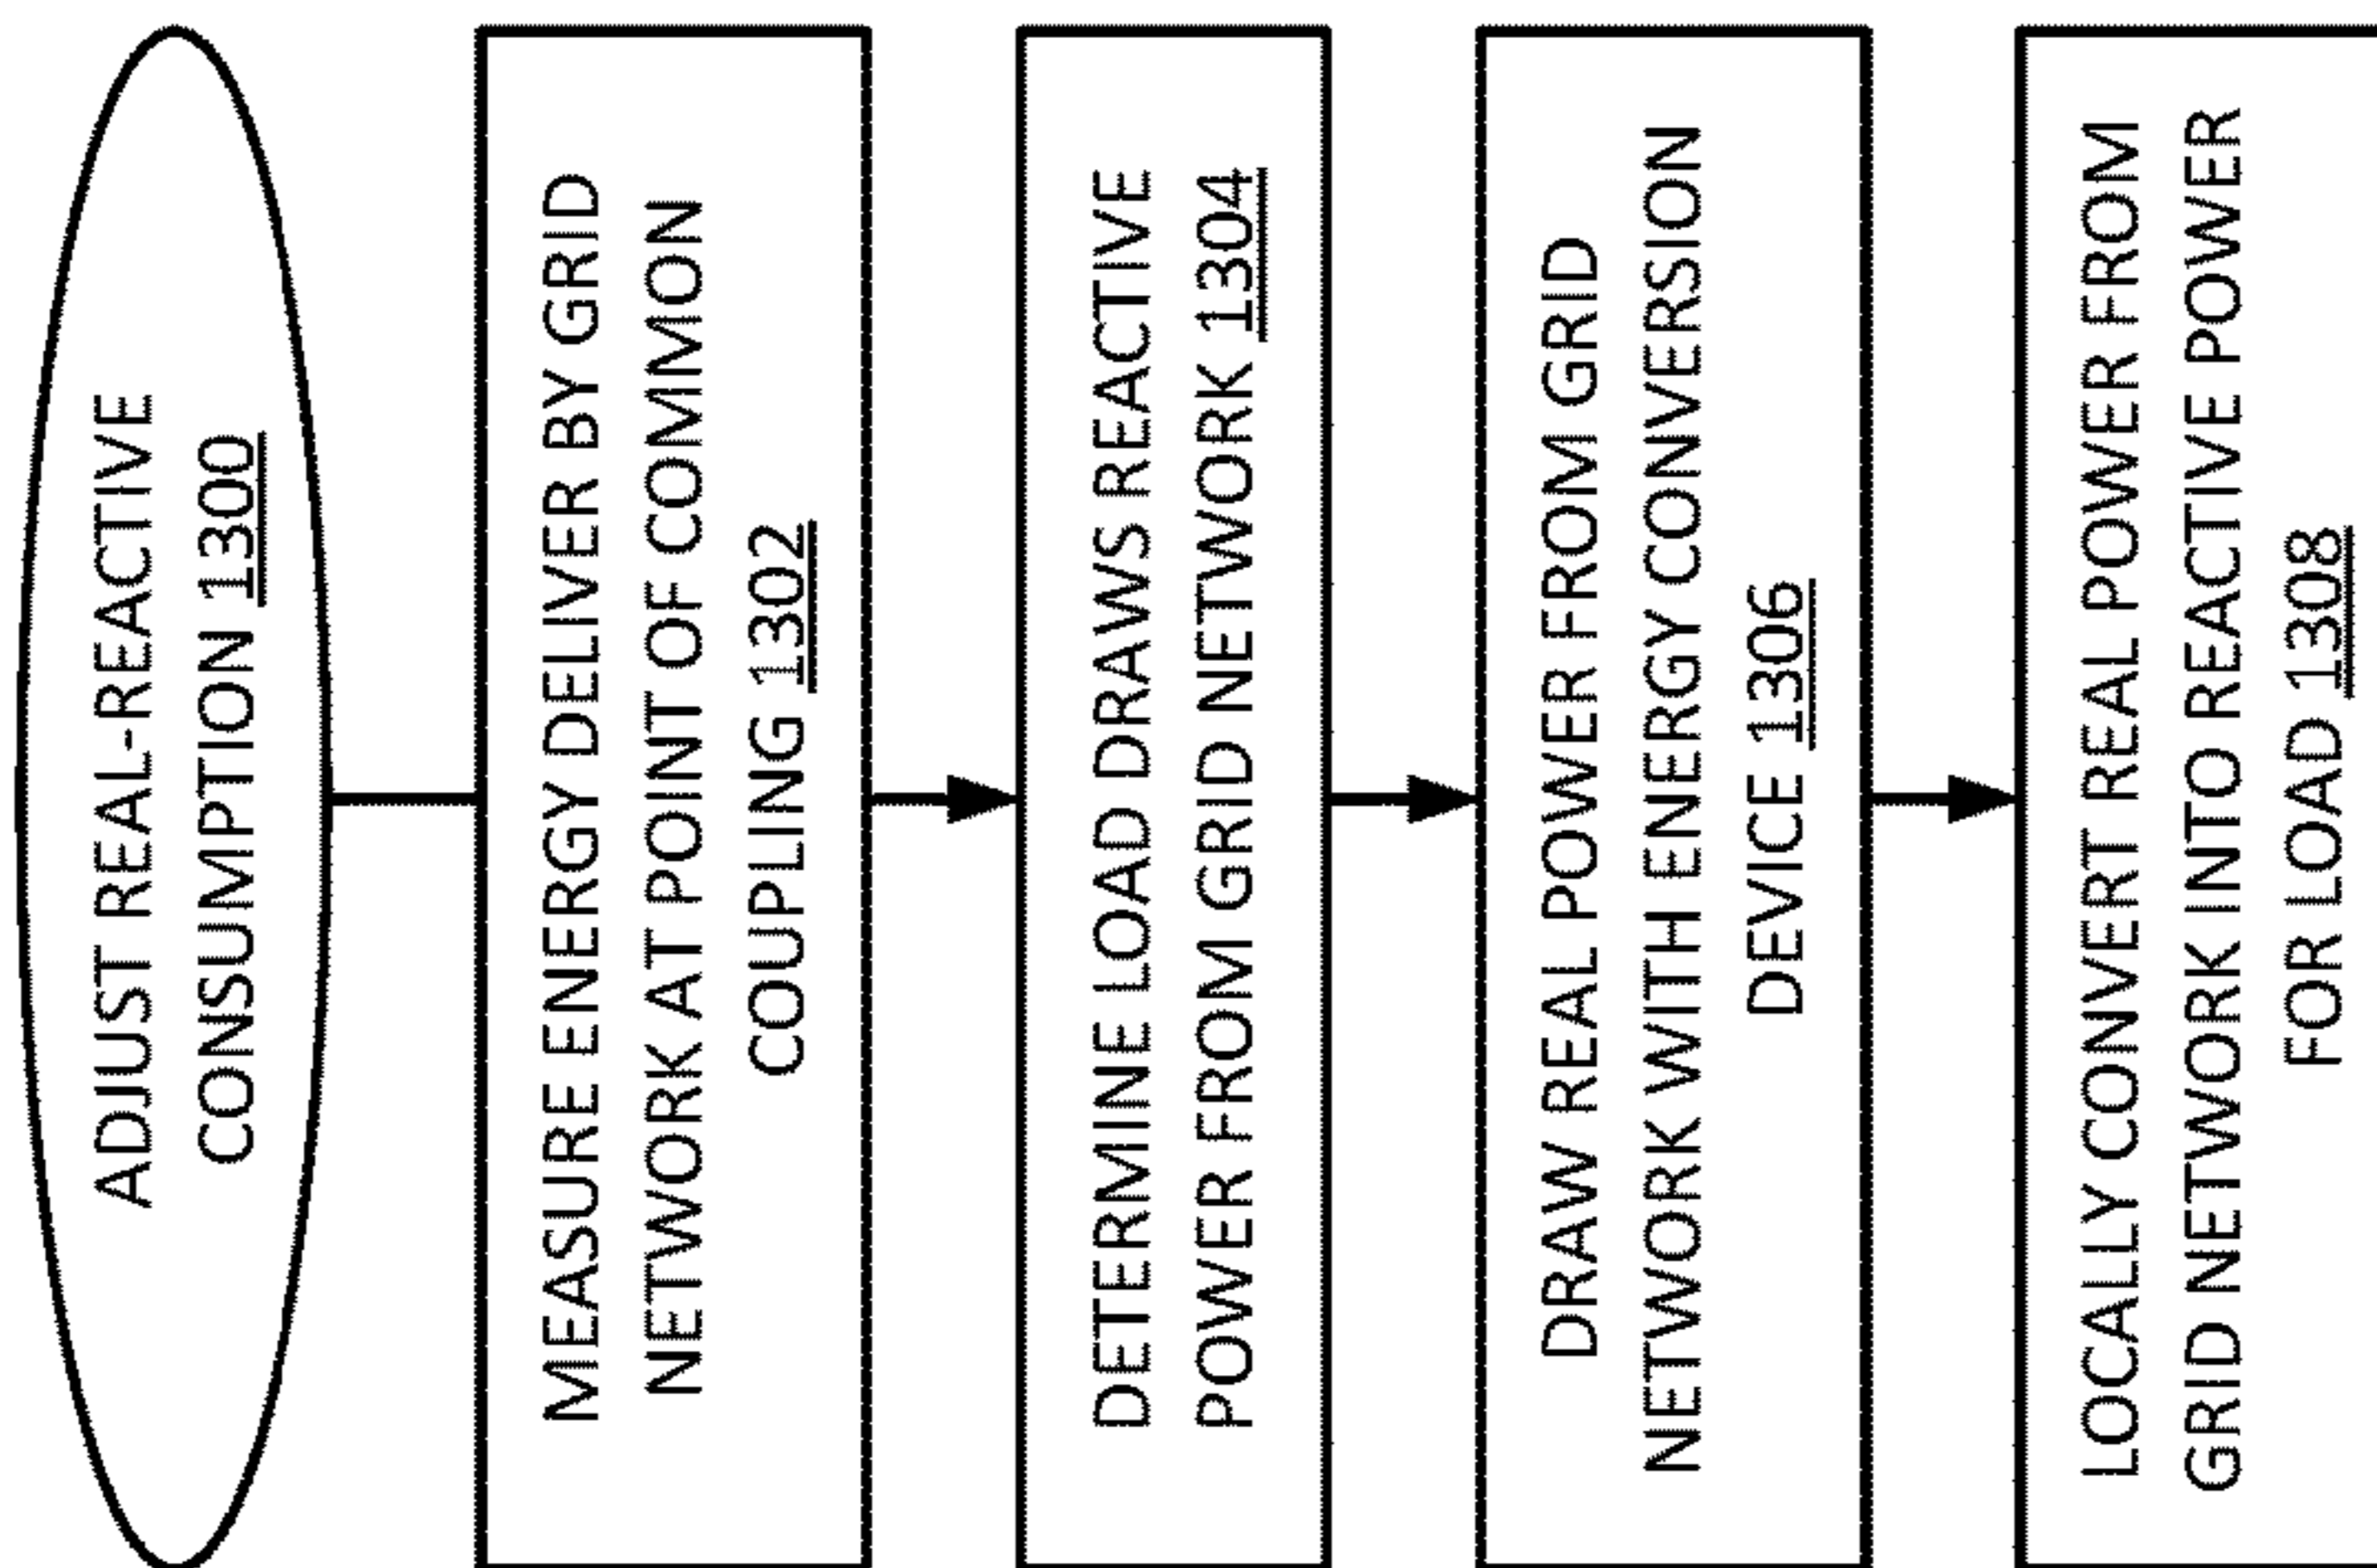 ADJUST REAL-REACTIVE
CONSUMPTION 1300
MEASURE ENERGY DELIVER BY GRID
NETWORK AT POINT OF COMMON
COUPLING 1302
DETERMINE LOAD DRAWS REACTIVE
POWER FROM GRID NETWORK 1304
DRAW REAL POWER FROM GRID
NETWORK WITH ENERGY CONVERSION
DEVICE 1306
LOCALLY CONVERT REAL POWER FROM
GRID NETWORK INTO REACTIVE POWER
FOR LOAD 1308